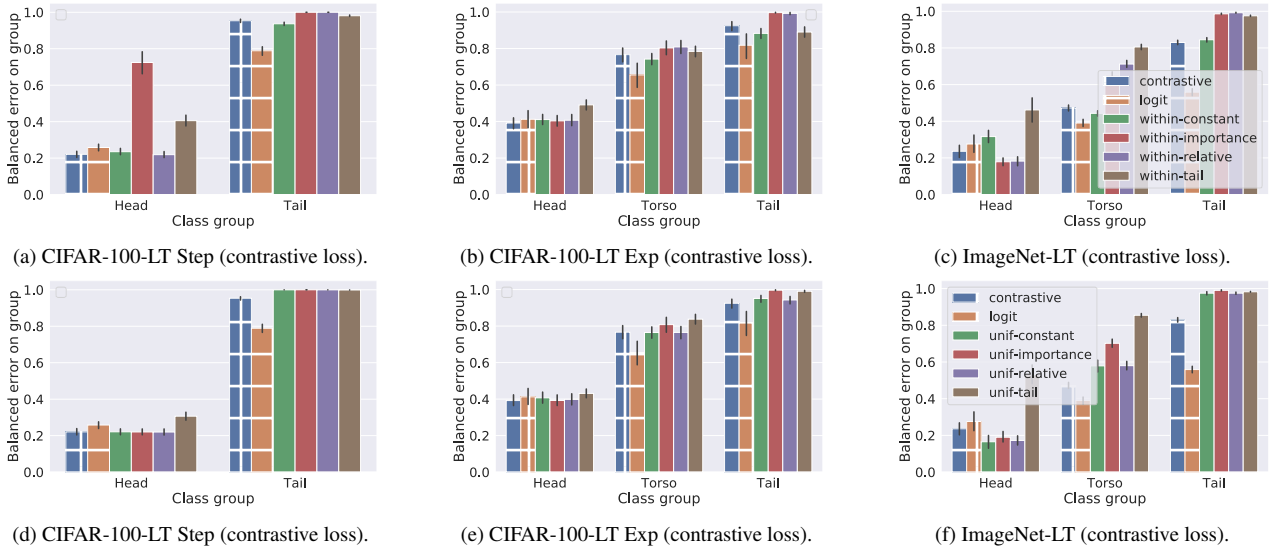 1.0
0.8
0.6
0.4
0.2
0.0
Balanced error on group
Head Tail
Class group
(a) CIFAR-100-LT Step (contrastive loss).
1.0
0.8
0.6
0.4
0.2
0.0
Balanced error on group
Head Torso Tail
Class group
(b) CIFAR-100-LT Exp (contrastive loss).
1.0
0.8
0.6
0.4
0.2
0.0
Balanced error on group
contrastive
logit
within-constant
within-importance
within-relative
within-tail
Head Torso Tail
Class group
(c) ImageNet-LT (contrastive loss).
1.0
0.8
0.6
0.4
0.2
0.0
Balanced error on group
Head Tail
Class group
(d) CIFAR-100-LT Step (contrastive loss).
1.0
0.8
0.6
0.4
0.2
0.0
Balanced error on group
Head Torso Tail
Class group
(e) CIFAR-100-LT Exp (contrastive loss).
1.0
0.8
0.6
0.4
0.2
0.0
Balanced error on group
contrastive
logit
unif-constant
unif-importance
unif-relative
unif-tail
Head Torso Tail
Class group
(f) ImageNet-LT (contrastive loss).